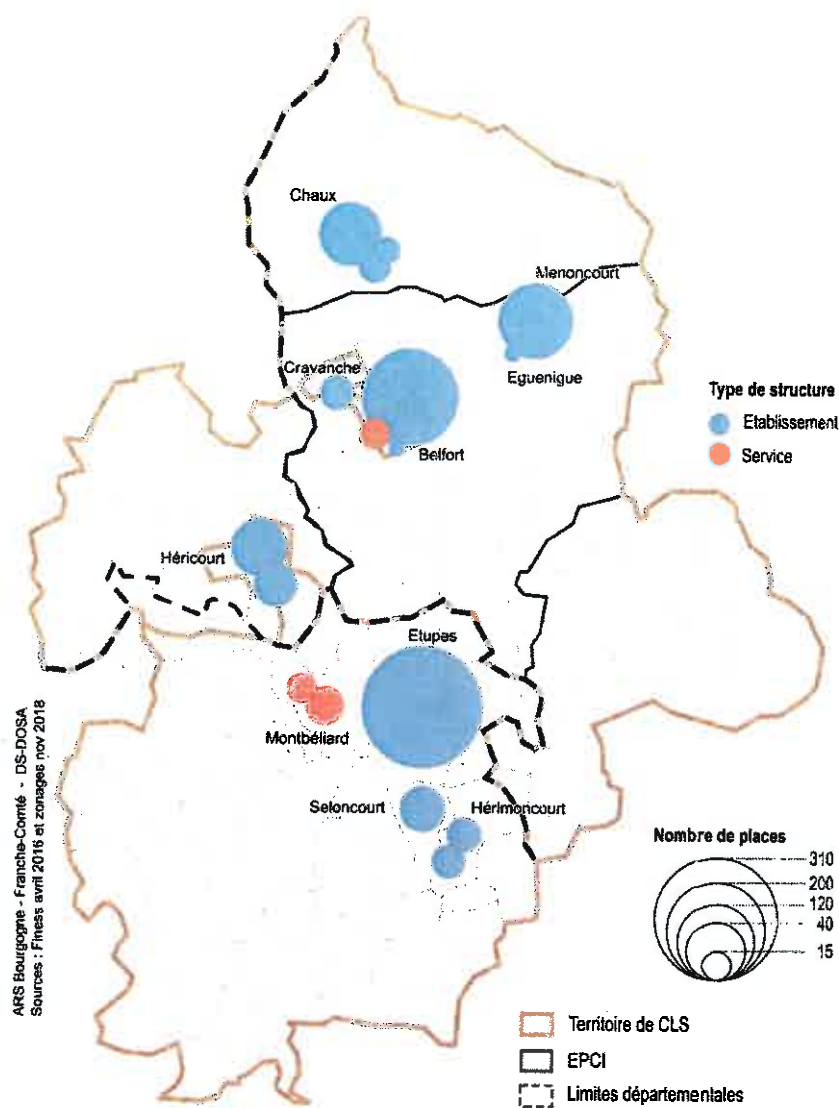 Chaux
Menoncourt
Cravanche
Eguenigue
Type de structure
Etablissement
Belfort
Service
Héricourt
Etupes
Montbéliard
Seloncourt
Hérimoncourt
Nombre de places
310
200
120
40
15
ARS Bourgogne - Franche-Comté - DS-DOSA
Sources : Finess avril 2016 et zonages nov 2018
Territoire de CLS
EPCI
Limites départementales